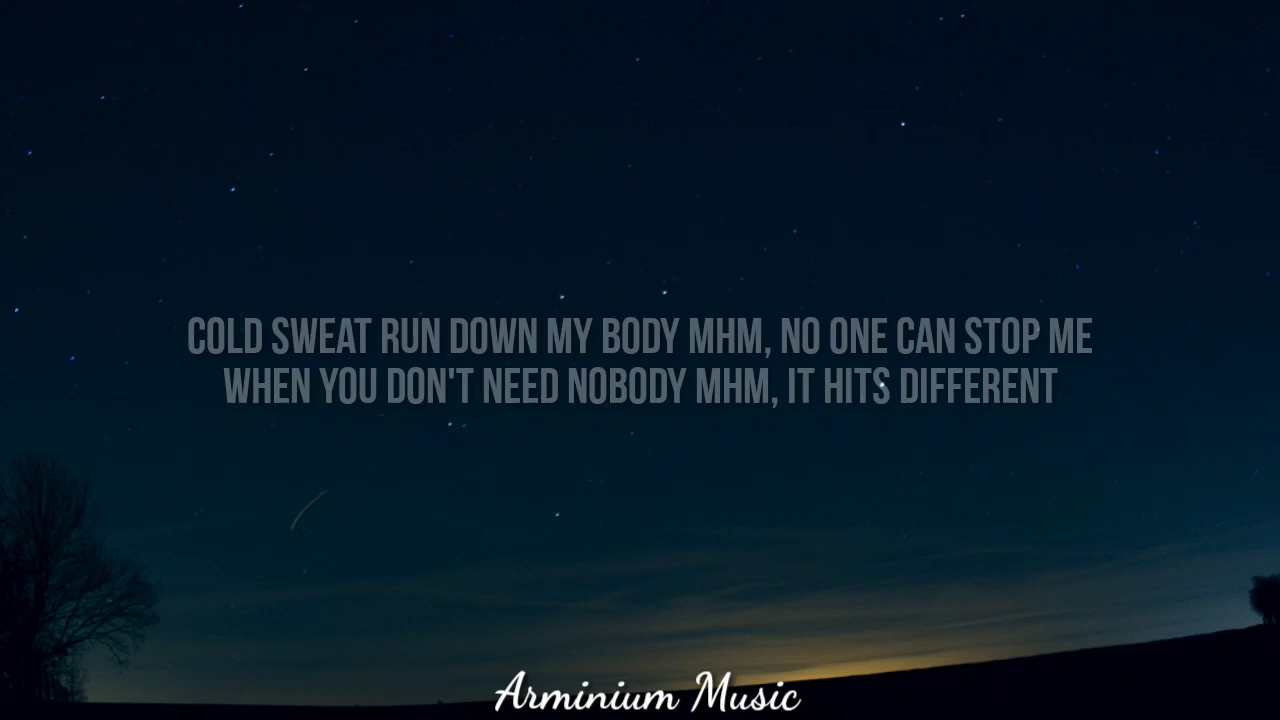 COLD SWEAT RUN DOWN MY BODY MHM, NO ONE CAN STOP ME
WHEN YOU DON'T NEED NOBODY MHM, IT HITS DIFFERENT
Arminium Music